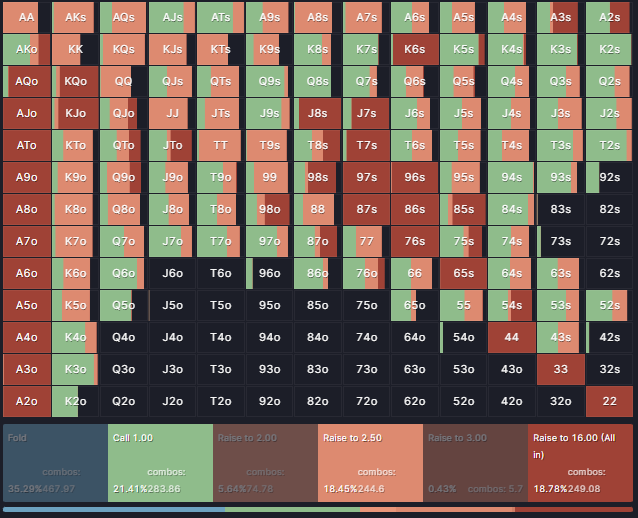 AA AKs AQs AJs ATs A9s A8s A7s A6s A5s A4s A3s A2s
AKo KK KQs KJs KTs K9s K8s K7s K6s K5s K4s K3s K2s
AQo KQo QQ QJs QTs Q9s Q8s Q7s Q6s Q5s Q4s Q3s Q2s
AJo KJo QJo JJ JTs J9s J8s J7s J6s J5s J4s J3s J2s
ATo KTo QTo JTo TT T9s T8s T7s T6s T5s T4s T3s T2s
A9o K9o Q9o J9o T9o 99 98s 97s 96s 95s 94s 93s 92s
A8o K8o Q8o J8o T8o 98o 88 87s 86s 85s 84s 83s 82s
A7o K7o Q7o J7o T7o 97o 87o 77 76s 75s 74s 73s 72s
A6o K6o Q6o J6o T6o 96o 86o 76o 66 65s 64s 63s 62s
A5o K5o Q5o J5o T5o 95o 85o 75o 65o 55 54s 53s 52s
A4o K4o Q4o J4o T4o 94o 84o 74o 64o 54o 44 43s 42s
A3o K3o Q3o J3o T3o 93o 83o 73o 63o 53o 43o 33 32s
A2o K2o Q2o J2o T2o 92o 82o 72o 62o 52o 42o 32o 22
Fold Call 1.00 Raise to 2.00 Raise to 2.50 Raise to 3.00 Raise to 16.00 (All
in)
combos: combos: combos: combos: combos:
35.29%467.97 21.41%283.86 5.64%74.78 18.45%244.6 0.43% combos: 5.7 18.78%249.08